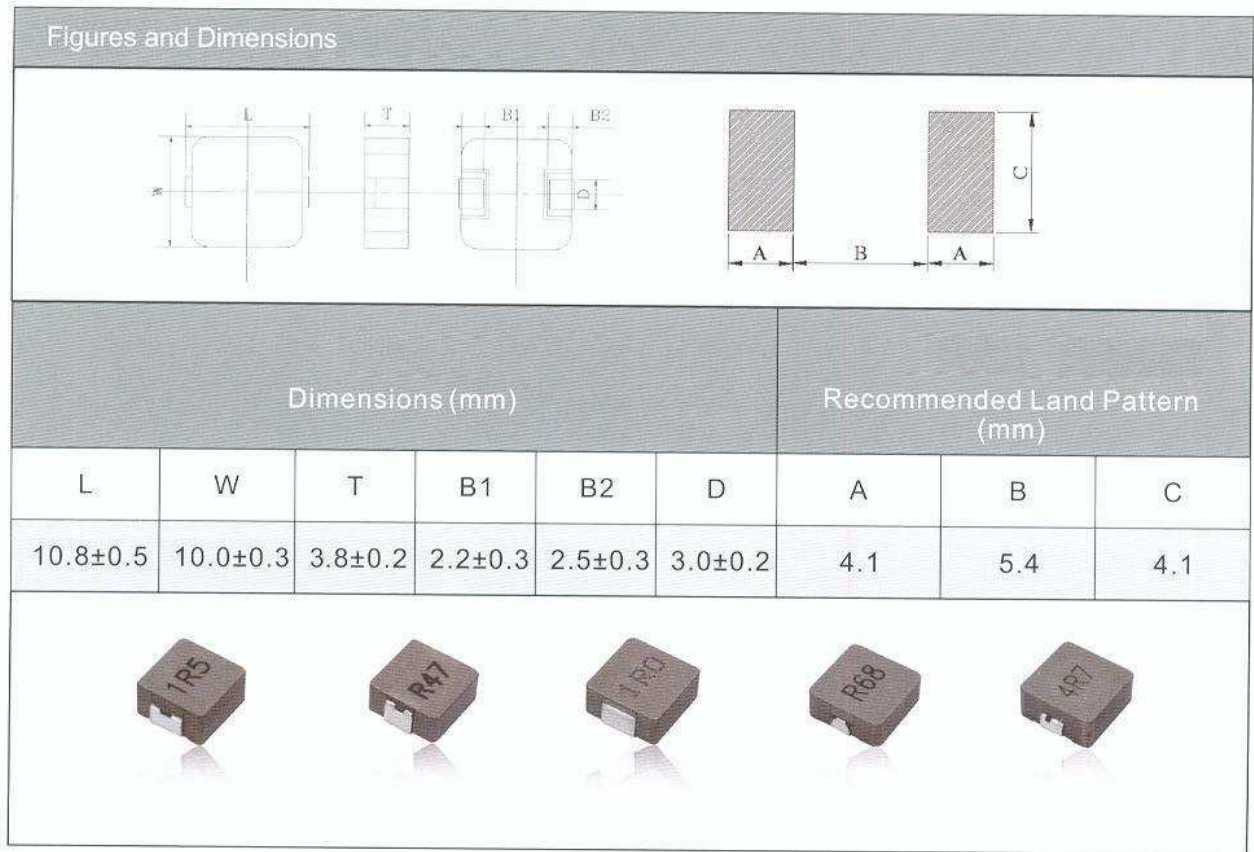 Figures and Dimensions
L T B1 B2
W D C
A B A
Dimensions (mm) Recommended Land Pattern
(mm)
L W T B1 B2 D A B C
10.8±0.5 10.0±0.3 3.8±0.2 2.2±0.3 2.5±0.3 3.0±0.2 4.1 5.4 4.1
1R5 R47 1R0 R68 4R7